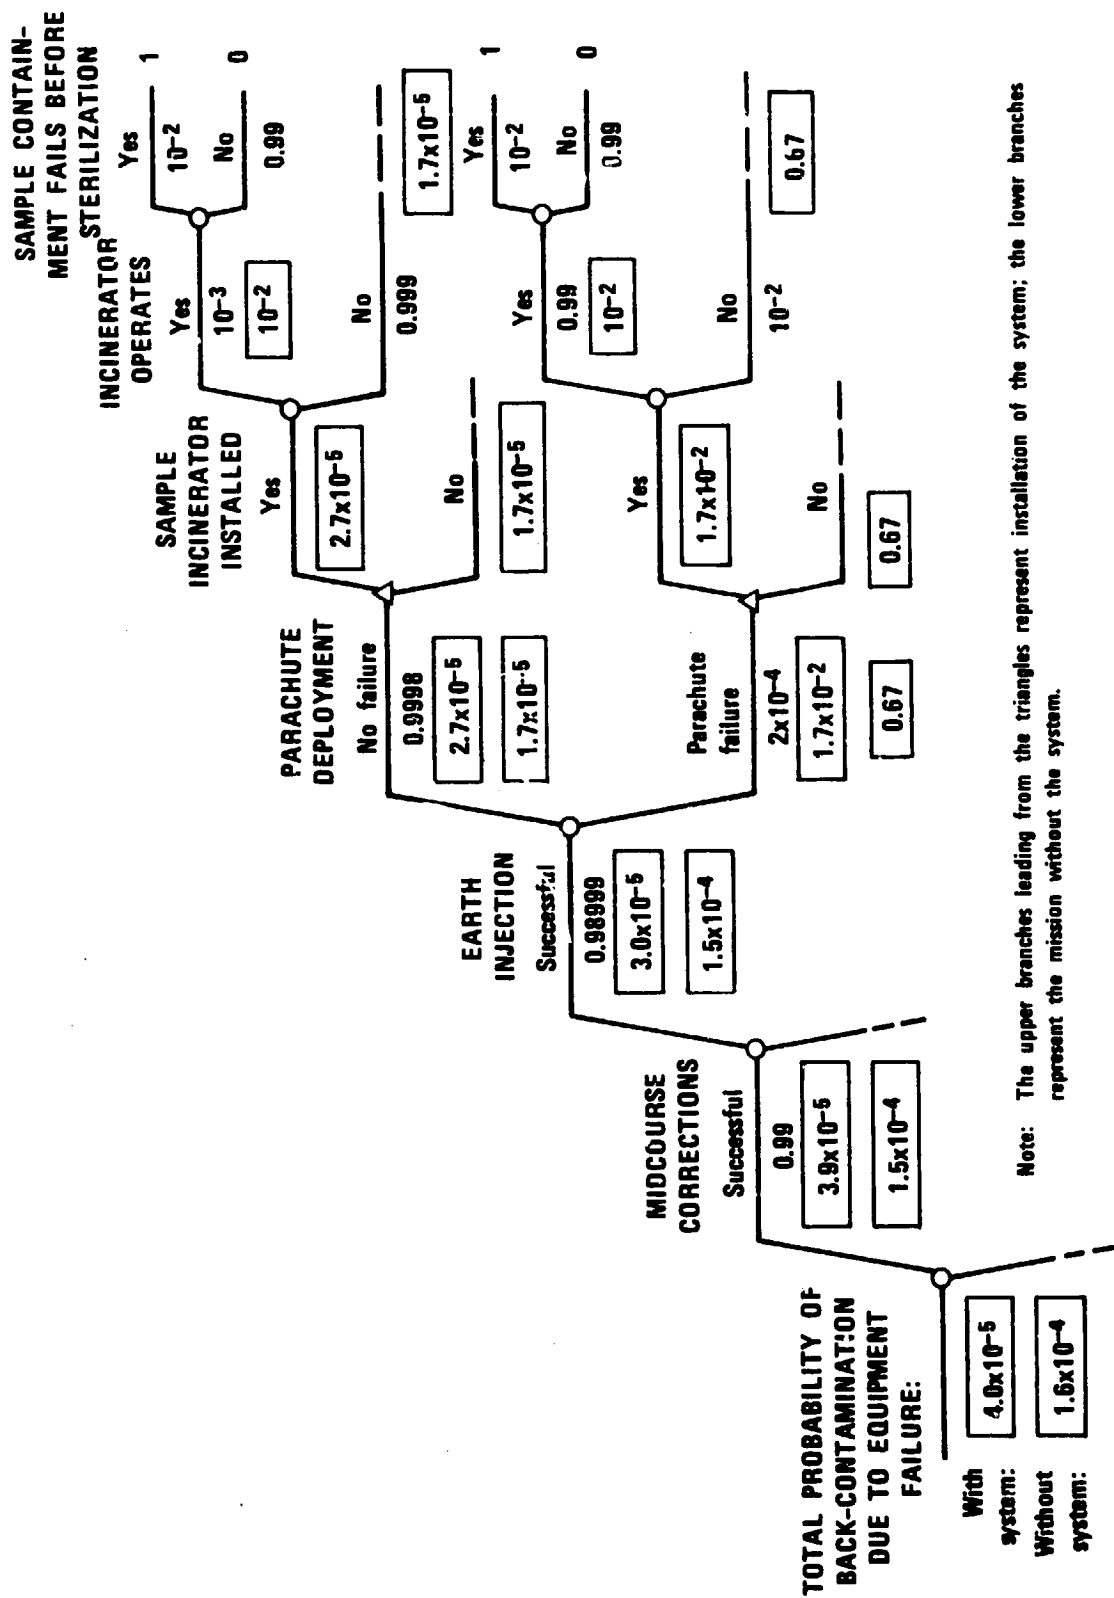 SAMPLE CONTAIN-
MENT FAILS BEFORE
STERILIZATION
INCINERATOR
OPERATES
SAMPLE
INCINERATOR
INSTALLED
PARACHUTE
DEPLOYMENT
EARTH
INJECTION
MIDCOURSE
CORRECTIONS
TOTAL PROBABILITY OF
BACK-CONTAMINATION
DUE TO EQUIPMENT
FAILURE:
With
system:
4.0x10⁻⁵
Without
system:
1.6x10⁻⁴
Successful
0.99
3.9x10⁻⁵
1.5x10⁻⁴
Successful
0.98999
3.0x10⁻⁵
1.5x10⁻⁴
No failure
0.9998
2.7x10⁻⁵
1.7x10⁻⁵
Yes
2.7x10⁻⁵
No
1.7x10⁻⁵
Yes
10⁻³
10⁻²
No
0.999
1.7x10⁻⁵
Yes
10⁻²
1
No
0.99
0
Parachute
failure
2x10⁻⁴
1.7x10⁻²
0.67
Yes
1.7x10⁻²
No
0.67
Yes
0.99
10⁻²
No
10⁻²
0.67
Yes
10⁻²
1
No
0.99
0
Note: The upper branches leading from the triangles represent installation of the system; the lower branches
represent the mission without the system.